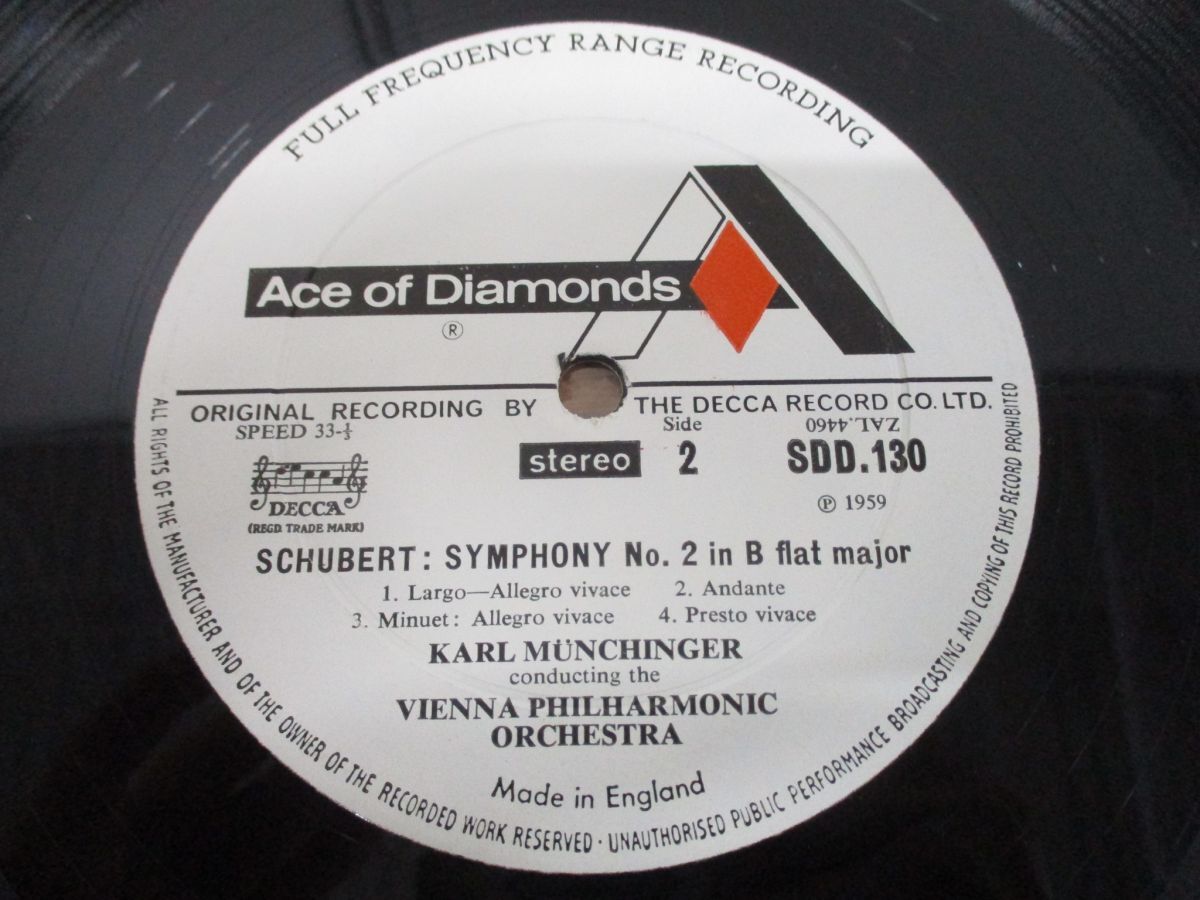 FULL FREQUENCY RANGE RECORDING
Ace of Diamonds
®
ORIGINAL RECORDING BY THE DECCA RECORD CO. LTD.
SPEED 33-⅓
Side
ZAL.4460
stereo 2 SDD.130
DECCA
(REGD. TRADE MARK)
℗ 1959
SCHUBERT: SYMPHONY No. 2 in B flat major
1. Largo—Allegro vivace 2. Andante
3. Minuet: Allegro vivace 4. Presto vivace
KARL MÜNCHINGER
conducting the
VIENNA PHILHARMONIC
ORCHESTRA
Made in England
ALL RIGHTS OF THE MANUFACTURER AND OF THE OWNER OF THE RECORDED WORK RESERVED · UNAUTHORISED PUBLIC PERFORMANCE BROADCASTING AND COPYING OF THIS RECORD PROHIBITED